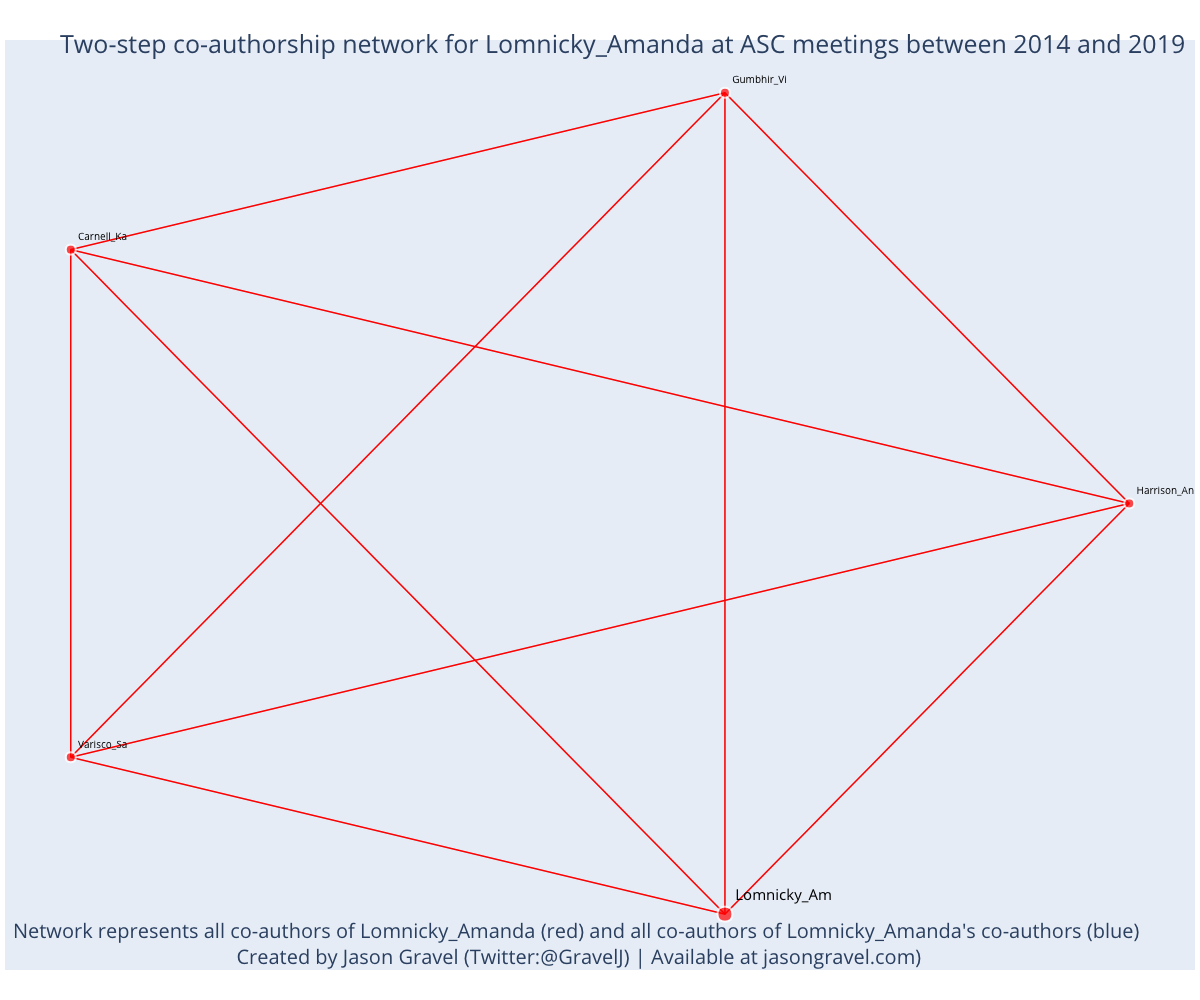 Two-step co-authorship network for Lomnicky_Amanda at ASC meetings between 2014 and 2019
Gumbhir_Vi
Carnell_Ka
Harrison_An
Varisco_Sa
Lomnicky_Am
Network represents all co-authors of Lomnicky_Amanda (red) and all co-authors of Lomnicky_Amanda's co-authors (blue)
Created by Jason Gravel (Twitter:@GravelJ) | Available at jasongravel.com)